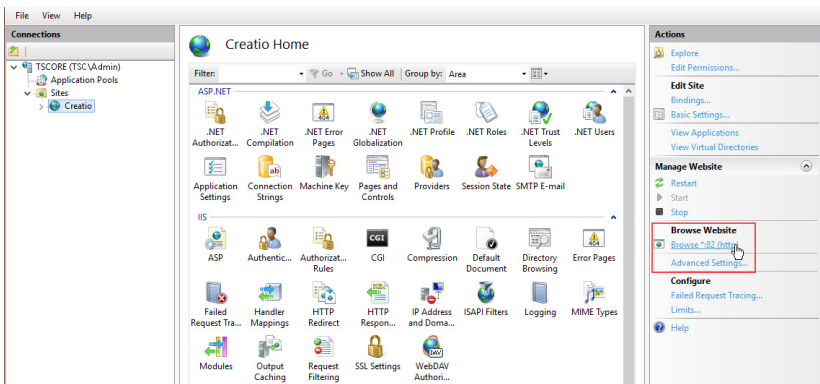 File View Help
Connections
TSCORE (TSC\Admin)
Application Pools
Sites
Creatio
Creatio Home
Filter: Go Show All Group by: Area
ASP.NET
.NET Authorizat... .NET Compilation .NET Error Pages .NET Globalization .NET Profile .NET Roles .NET Trust Levels .NET Users
Application Settings Connection Strings Machine Key Pages and Controls Providers Session State SMTP E-mail
IIS
ASP Authentic... Authorizat... Rules CGI Compression Default Document Directory Browsing Error Pages
Failed Request Tra... Handler Mappings HTTP Redirect HTTP Respon... IP Address and Doma... ISAPI Filters Logging MIME Types
Modules Output Caching Request Filtering SSL Settings WebDAV Authori...
Actions
Explore
Edit Permissions...
Edit Site
Bindings...
Basic Settings...
View Applications
View Virtual Directories
Manage Website
Restart
Start
Stop
Browse Website
Browse *:82 (http)
Advanced Settings...
Configure
Failed Request Tracing...
Limits...
Help